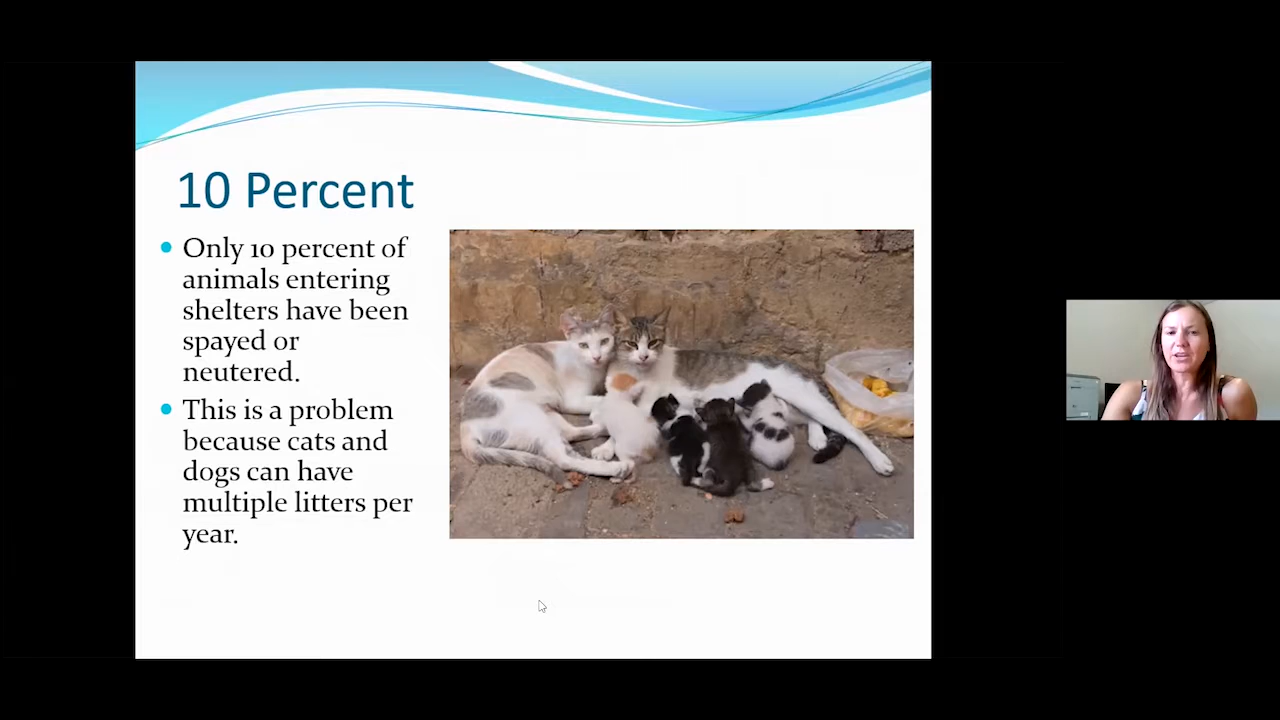 10 Percent
Only 10 percent of
animals entering
shelters have been
spayed or
neutered.
This is a problem
because cats and
dogs can have
multiple litters per
year.